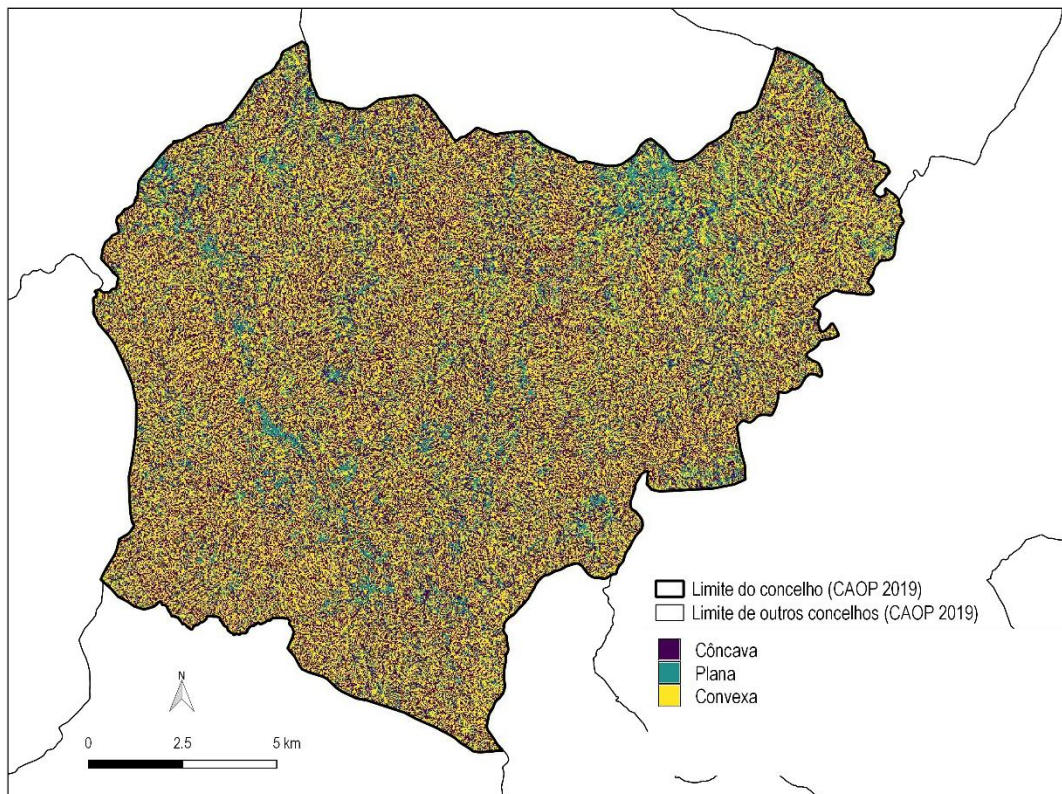 Limite do concelho (CAOP 2019)
Limite de outros concelhos (CAOP 2019)
Côncava
Plana
Convexa
N
0 2.5 5 km